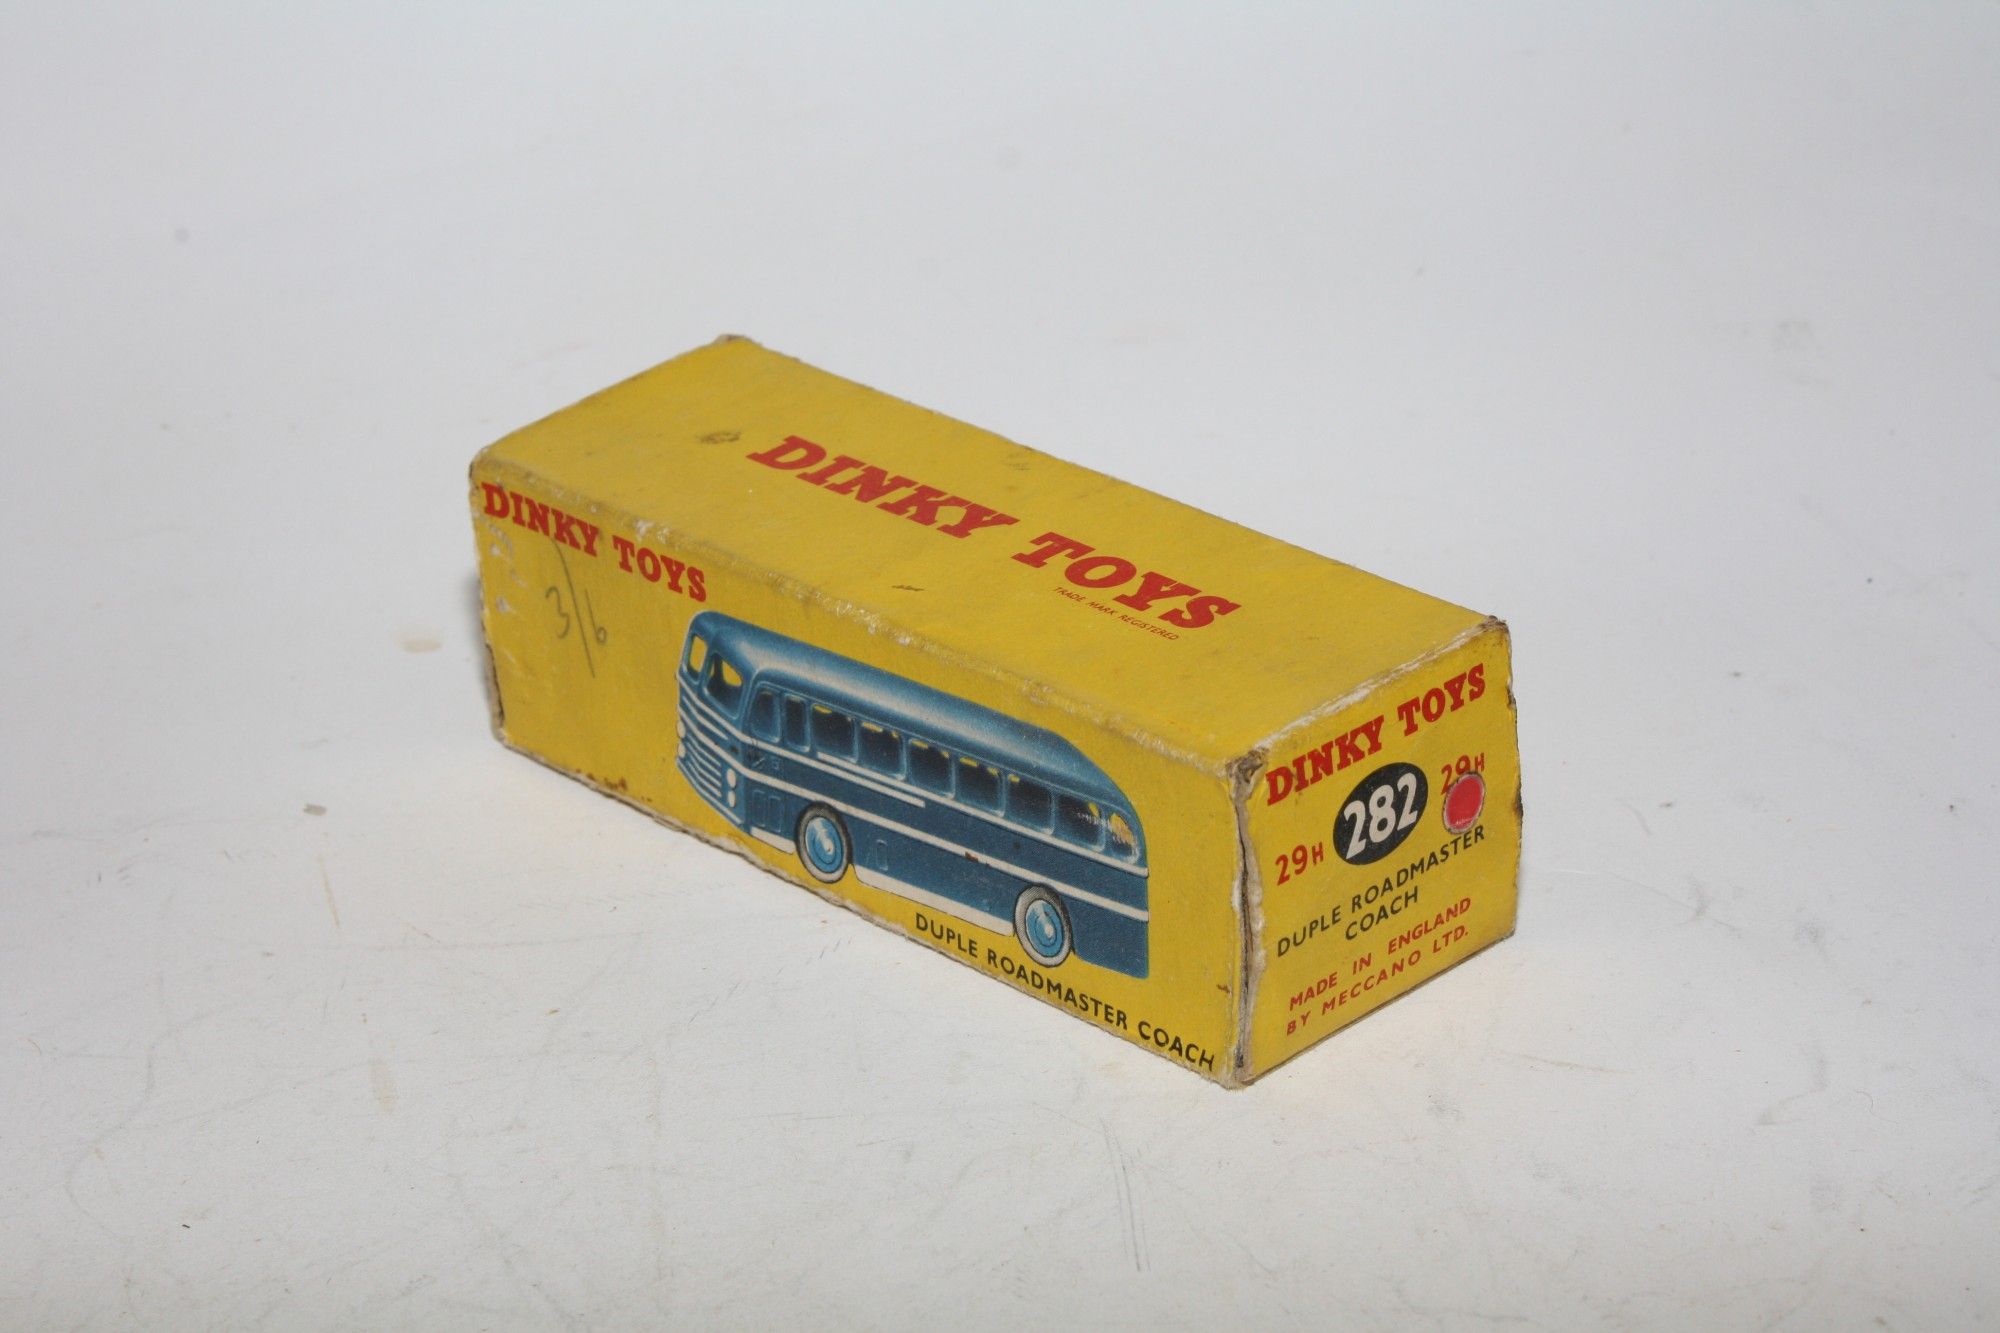 DINKY TOYS
TRADE MARK REGISTERED
DINKY TOYS
3/6
DUPLE ROADMASTER COACH
DINKY TOYS
29H 282 29H
DUPLE ROADMASTER
COACH
MADE IN ENGLAND
BY MECCANO LTD.